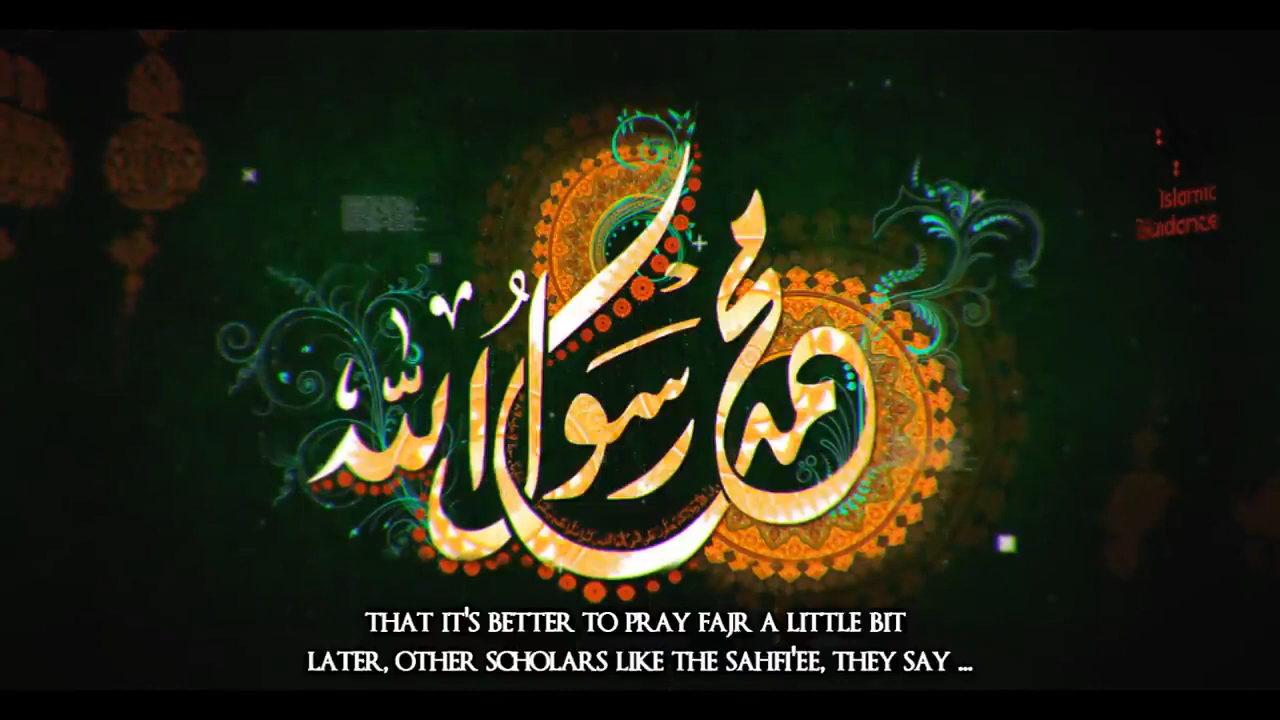 محمد رسول الله
Islamic
Guidance
THAT IT'S BETTER TO PRAY FAJR A LITTLE BIT
LATER, OTHER SCHOLARS LIKE THE SAHFI'EE, THEY SAY ...